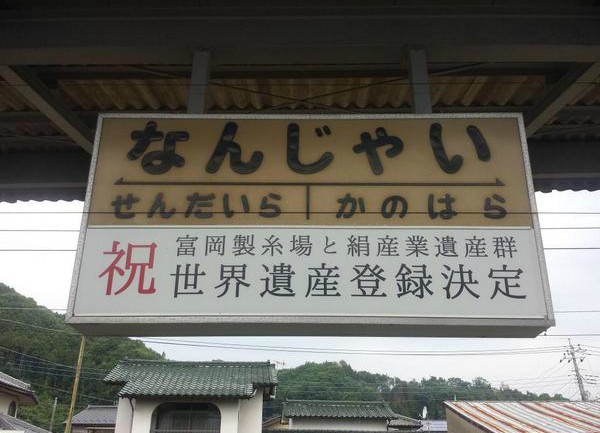 なんじゃい
せんだいら かのはら
祝 富岡製糸場と絹産業遺産群
世界遺産登録決定